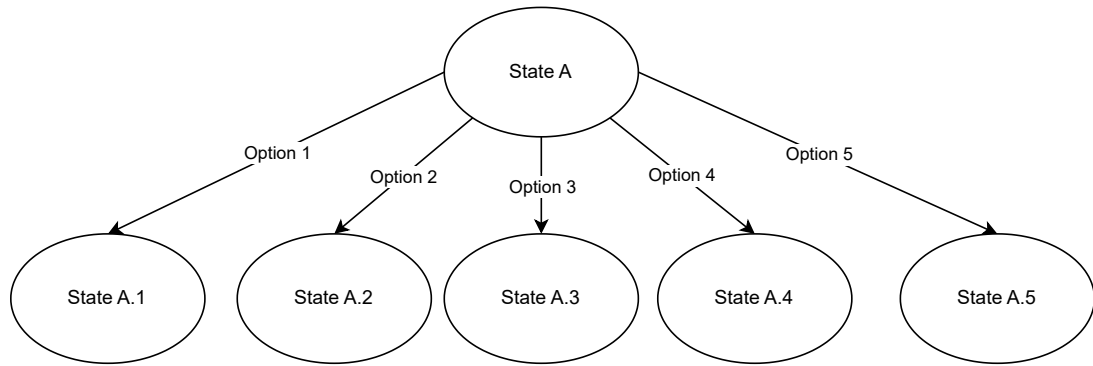 State A
Option 1
Option 2
Option 3
Option 4
Option 5
State A.1
State A.2
State A.3
State A.4
State A.5